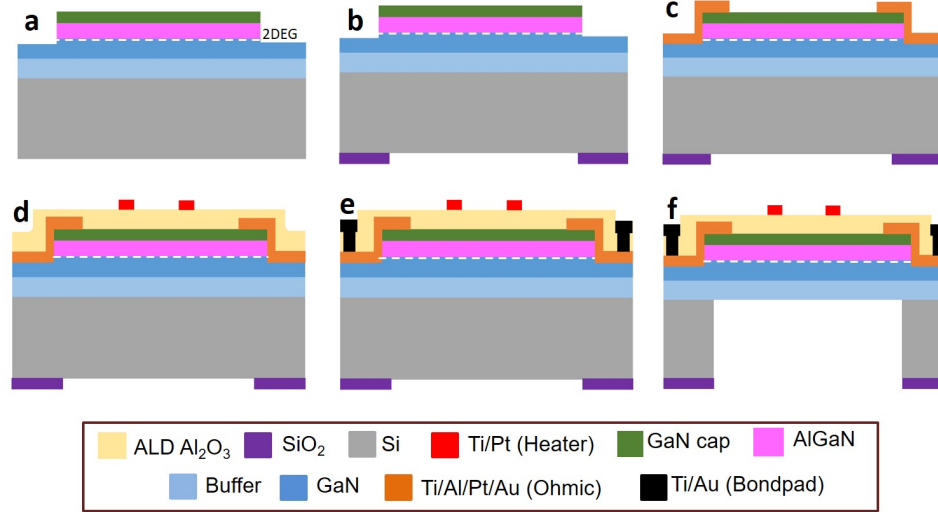 a
2DEG
b
c
d
e
f
ALD Al₂O₃
SiO₂
Si
Ti/Pt (Heater)
GaN cap
AlGaN
Buffer
GaN
Ti/Al/Pt/Au (Ohmic)
Ti/Au (Bondpad)